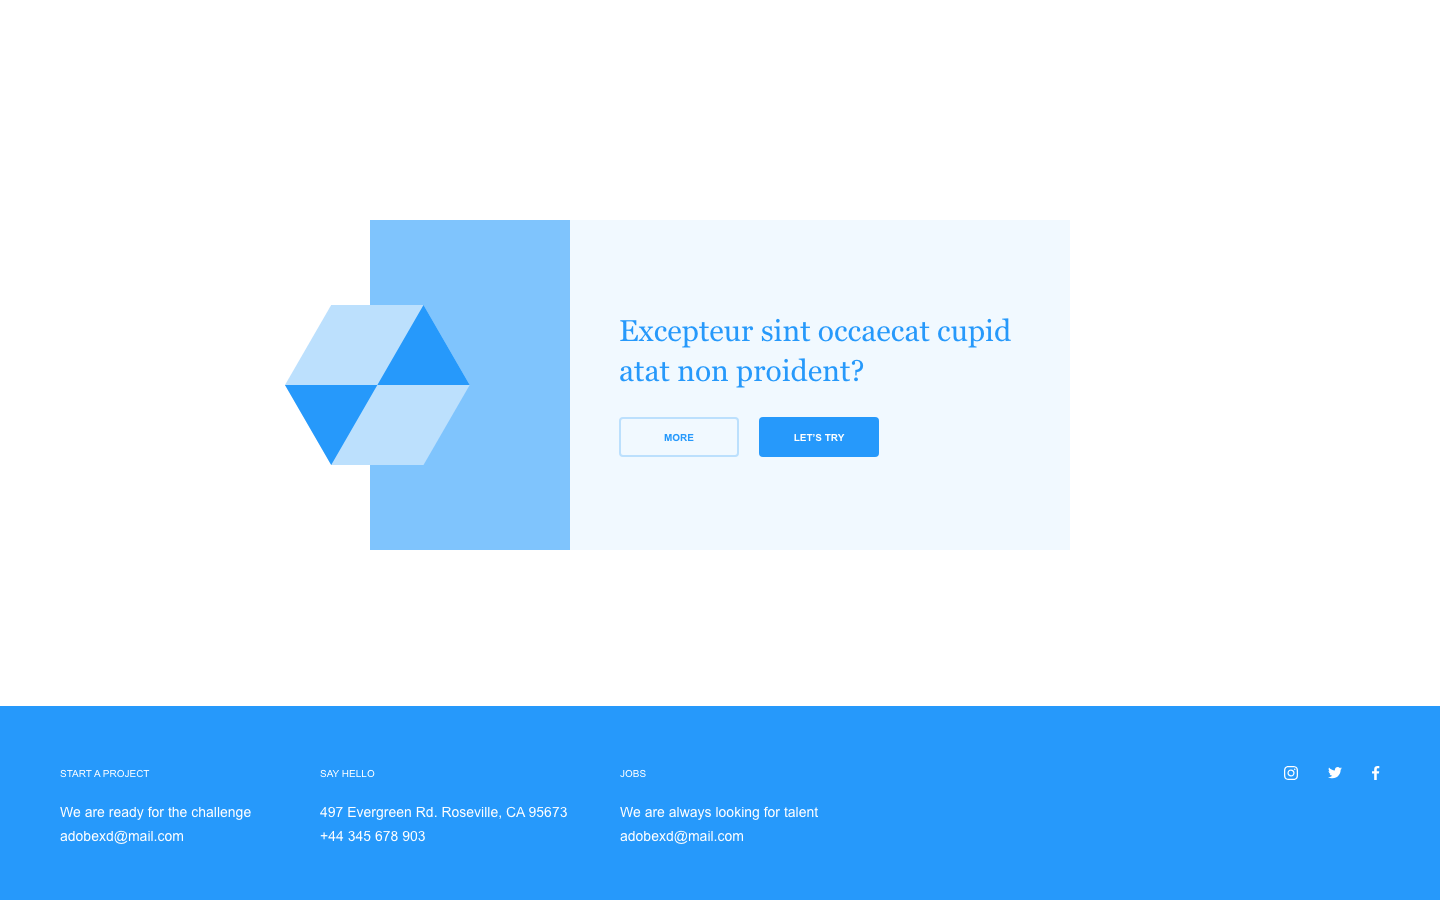 Excepteur sint occaecat cupid
atat non proident?
MORE
LET'S TRY
START A PROJECT
We are ready for the challenge
adobexd@mail.com
SAY HELLO
497 Evergreen Rd. Roseville, CA 95673
+44 345 678 903
JOBS
We are always looking for talent
adobexd@mail.com